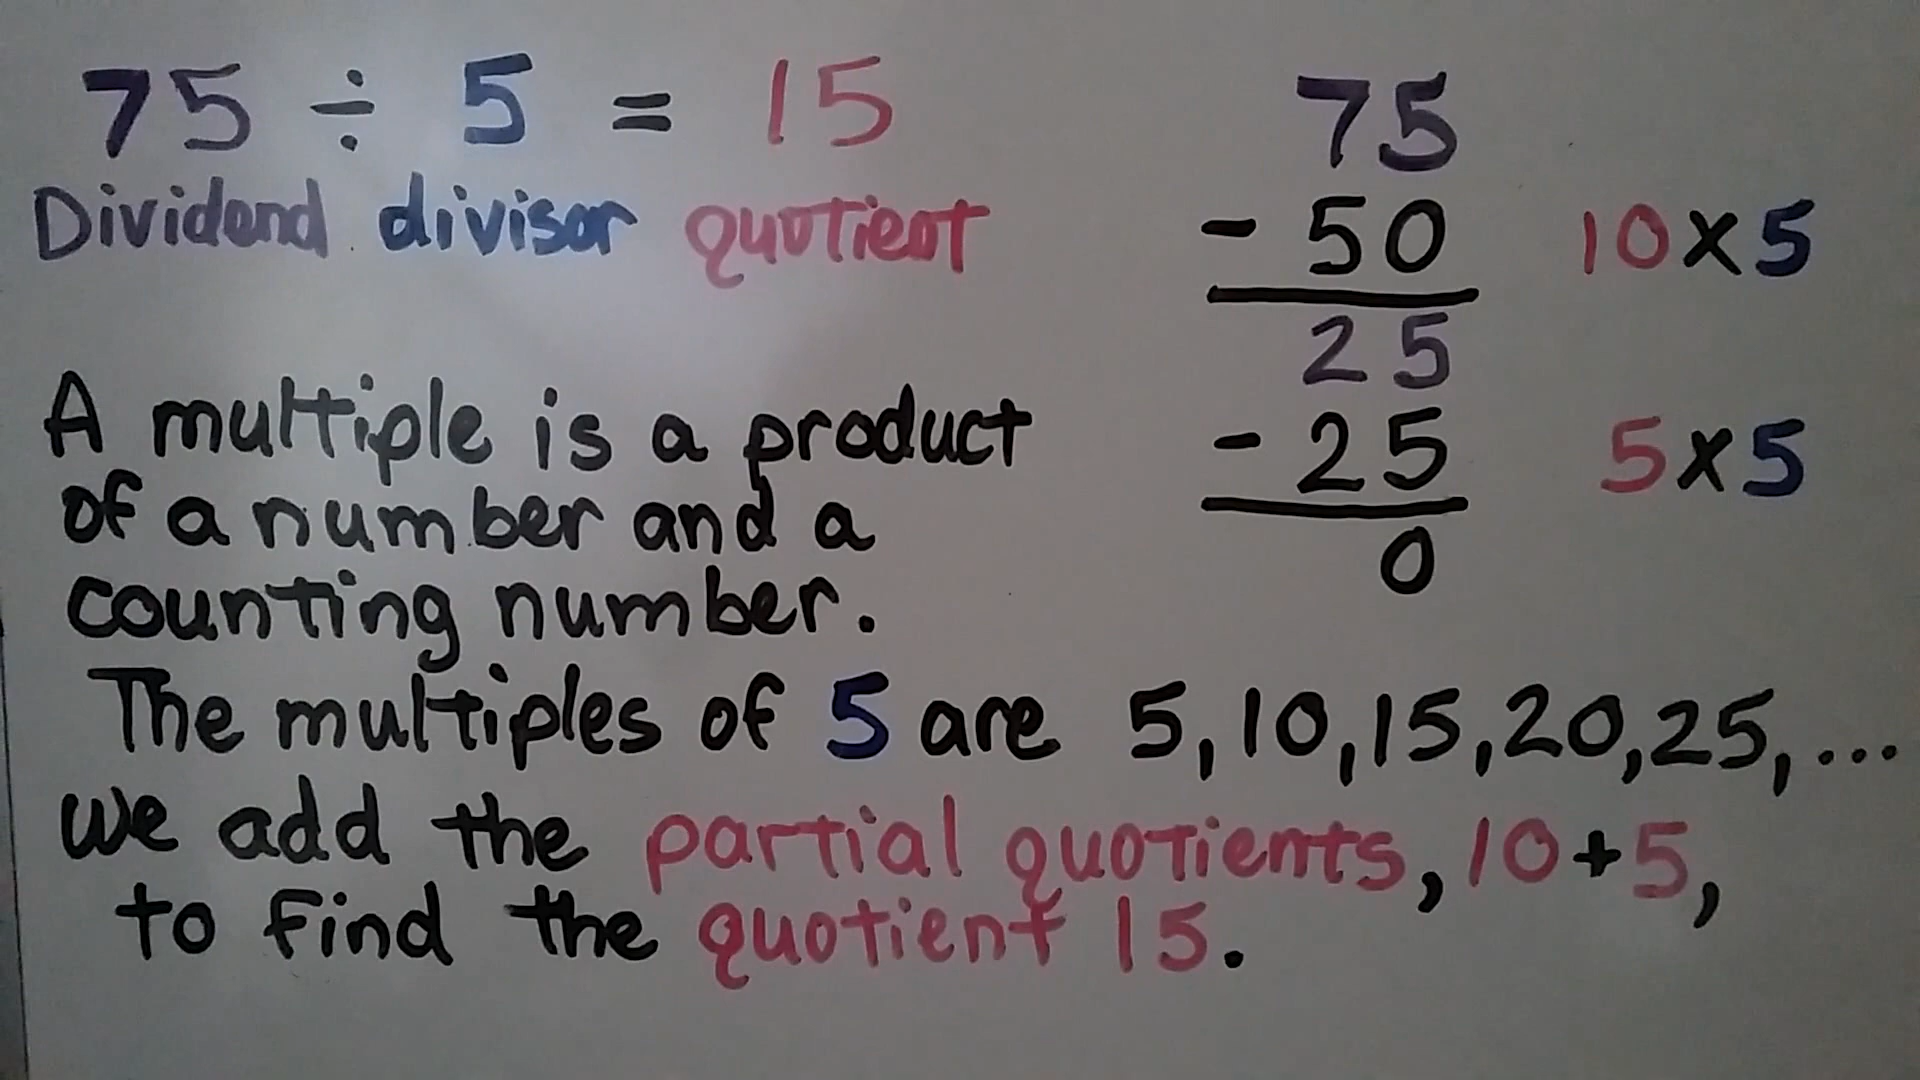 75 ÷ 5 = 15
Dividend divisor quotient
75
- 50 10x5
25
- 25 5x5
0
A multiple is a product
of a number and a
counting number.
The multiples of 5 are 5,10,15,20,25,...
we add the partial quotients, 10+5,
to find the quotient 15.